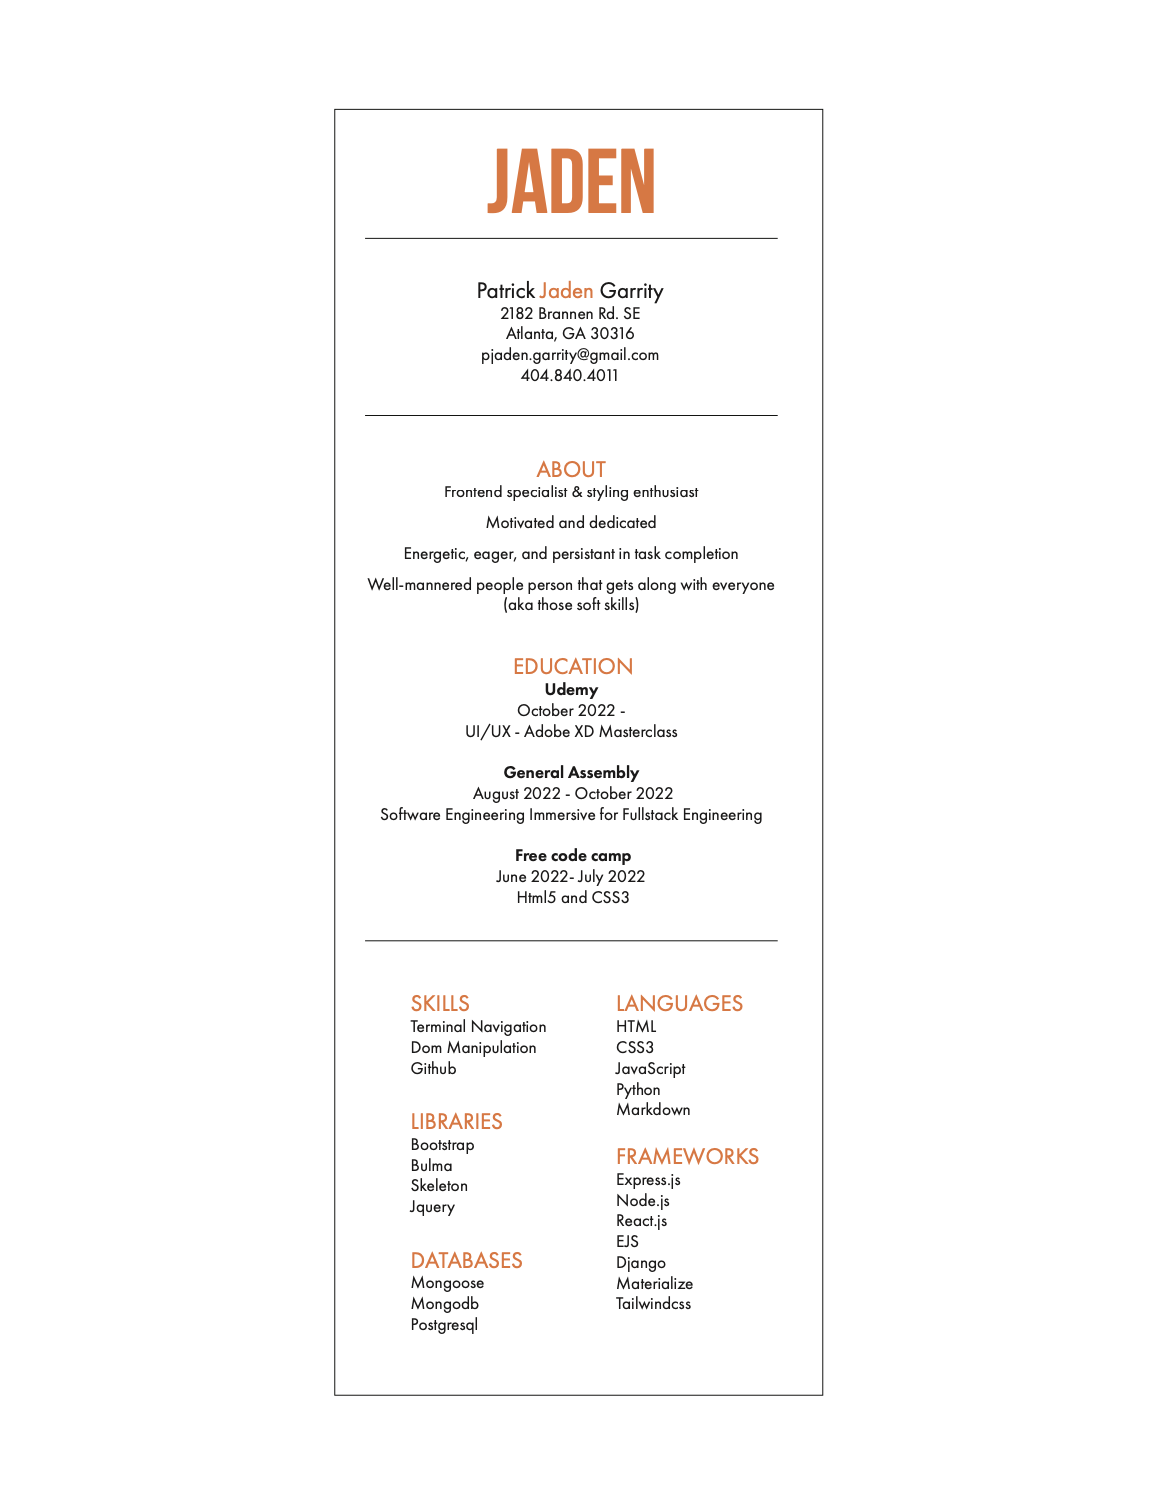 JADEN
Patrick Jaden Garrity
2182 Brannen Rd. SE
Atlanta, GA 30316
pjaden.garrity@gmail.com
404.840.4011
ABOUT
Frontend specialist & styling enthusiast
Motivated and dedicated
Energetic, eager, and persistant in task completion
Well-mannered people person that gets along with everyone
(aka those soft skills)
EDUCATION
Udemy
October 2022 -
UI/UX - Adobe XD Masterclass
General Assembly
August 2022 - October 2022
Software Engineering Immersive for Fullstack Engineering
Free code camp
June 2022- July 2022
Html5 and CSS3
SKILLS
Terminal Navigation
Dom Manipulation
Github
LIBRARIES
Bootstrap
Bulma
Skeleton
Jquery
DATABASES
Mongoose
Mongodb
Postgresql
LANGUAGES
HTML
CSS3
JavaScript
Python
Markdown
FRAMEWORKS
Express.js
Node.js
React.js
EJS
Django
Materialize
Tailwindcss